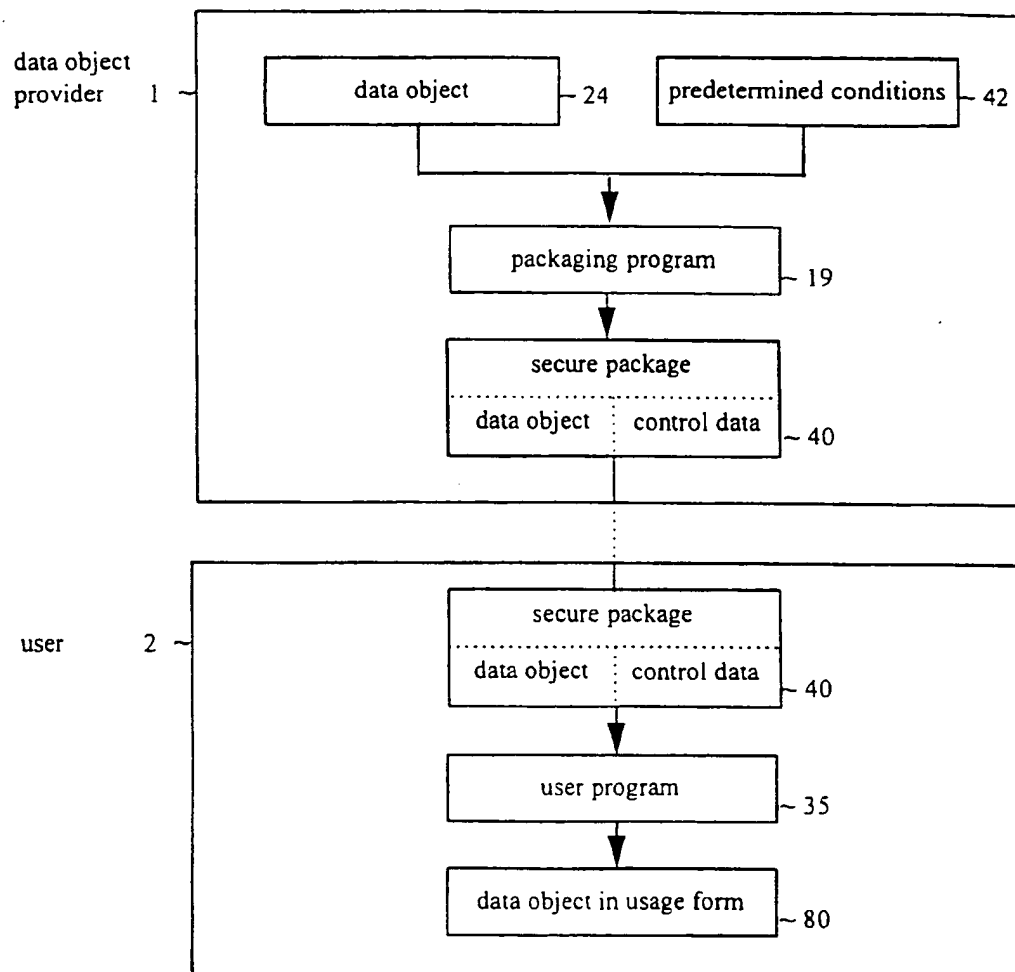 data object
provider 1 ~
data object ~ 24
predetermined conditions ~ 42
packaging program ~ 19
secure package
data object control data ~ 40
user 2 ~
secure package
data object control data ~ 40
user program ~ 35
data object in usage form ~ 80